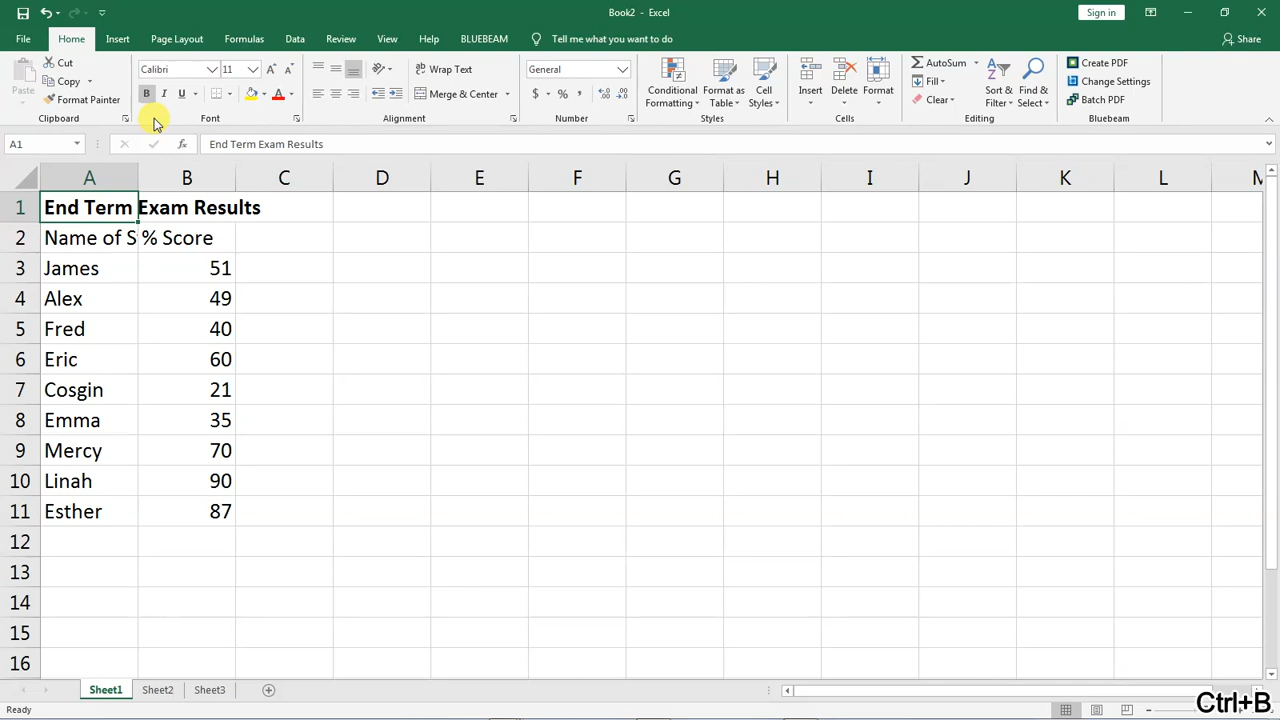 Book2 - Excel
Sign in
File Home Insert Page Layout Formulas Data Review View Help BLUEBEAM Tell me what you want to do Share
Paste Cut Calibri 11 Wrap Text General Conditional Formatting Format as Table Cell Styles Insert Delete Format AutoSum Sort & Filter Find & Select Create PDF
Copy B I U Merge & Center $ % Fill Change Settings
Format Painter Clear Batch PDF
Clipboard Font Alignment Number Styles Cells Editing Bluebeam
A1 fx End Term Exam Results
A B C D E F G H I J K L M
1 End Term Exam Results
2 Name of S % Score
3 James 51
4 Alex 49
5 Fred 40
6 Eric 60
7 Cosgin 21
8 Emma 35
9 Mercy 70
10 Linah 90
11 Esther 87
12
13
14
15
16
Sheet1 Sheet2 Sheet3
Ready
Ctrl+B